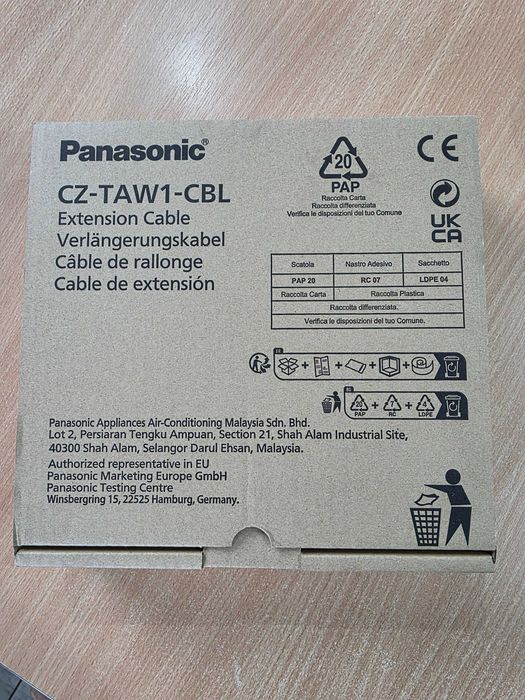 Panasonic®
CZ-TAW1-CBL
Extension Cable
Verlängerungskabel
Câble de rallonge
Cable de extensión
20
PAP
Raccolta Carta
Raccolta differenziata
Verifica le disposizioni del tuo Comune
CE
UK
CA
Scatola Nastro Adesivo Sacchetto
PAP 20 RC 07 LDPE 04
Raccolta Carta Raccolta Plastica
Raccolta differenziata.
Verifica le disposizioni del tuo Comune.
+ + + +
20 + 7 + 4
PAP RC LDPE
Panasonic Appliances Air-Conditioning Malaysia Sdn. Bhd.
Lot 2, Persiaran Tengku Ampuan, Section 21, Shah Alam Industrial Site,
40300 Shah Alam, Selangor Darul Ehsan, Malaysia.
Authorized representative in EU
Panasonic Marketing Europe GmbH
Panasonic Testing Centre
Winsbergring 15, 22525 Hamburg, Germany.